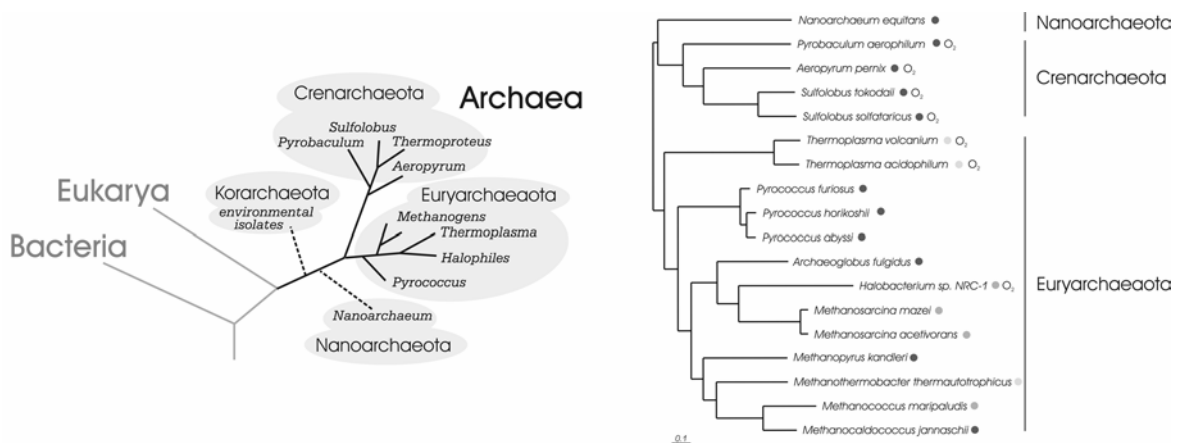 Crenarchaeota
Archaea
Sulfolobus
Pyrobaculum
Thermoproteus
Aeropyrum
Korarchaeota
Euryarchaeaota
Eukarya
environmental
isolates
Methanogens
Thermoplasma
Bacteria
Halophiles
Pyrococcus
Nanoarchaeum
Nanoarchaeota
Nanoarchaeum equitans
Nanoarchaeota
Pyrobaculum aerophilum O₂
Aeropyrum pernix O₂
Crenarchaeota
Sulfolobus tokodaii O₂
Sulfolobus solfataricus O₂
Thermoplasma volcanium O₂
Thermoplasma acidophilum O₂
Pyrococcus furiosus
Pyrococcus horikoshii
Pyrococcus abyssi
Archaeoglobus fulgidus
Euryarchaeaota
Halobacterium sp. NRC-1 O₂
Methanosarcina mazei
Methanosarcina acetivorans
Methanopyrus kandleri
Methanothermobacter thermautotrophicus
Methanococcus maripaludis
Methanocaldococcus jannaschii
0.1